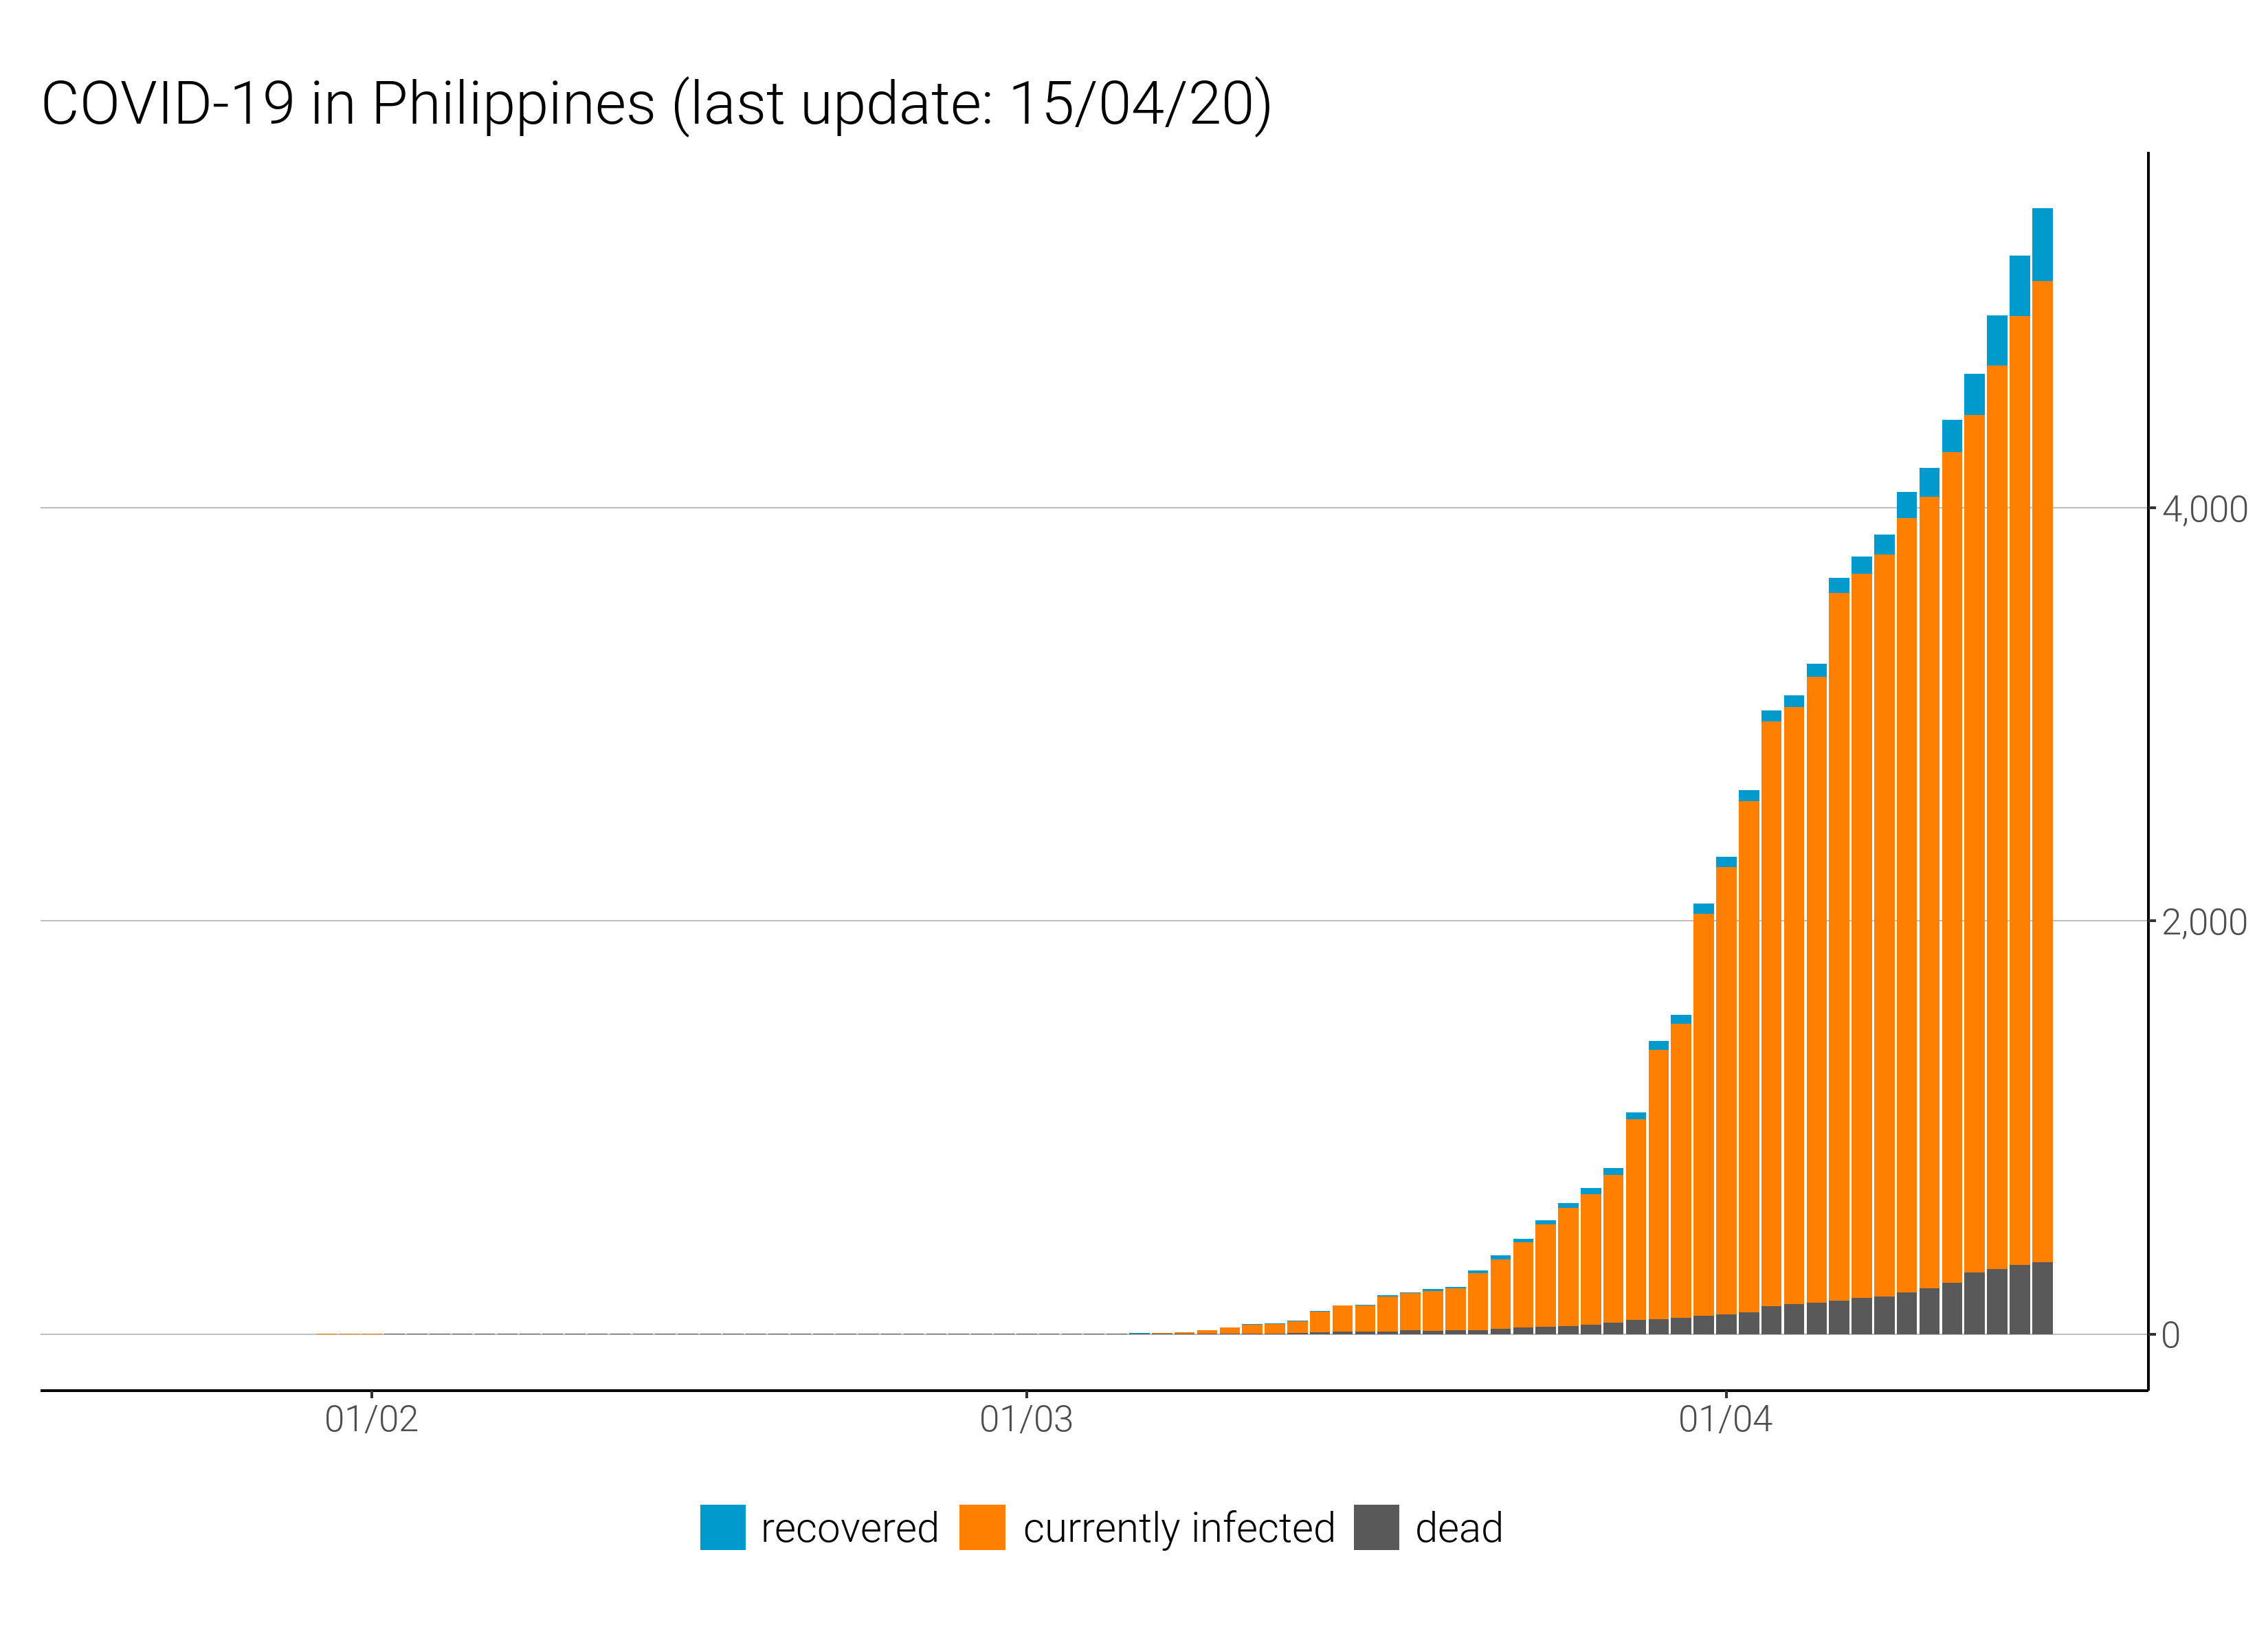 COVID-19 in Philippines (last update: 15/04/20)
4,000
2,000
0
01/02 01/03 01/04
recovered currently infected dead